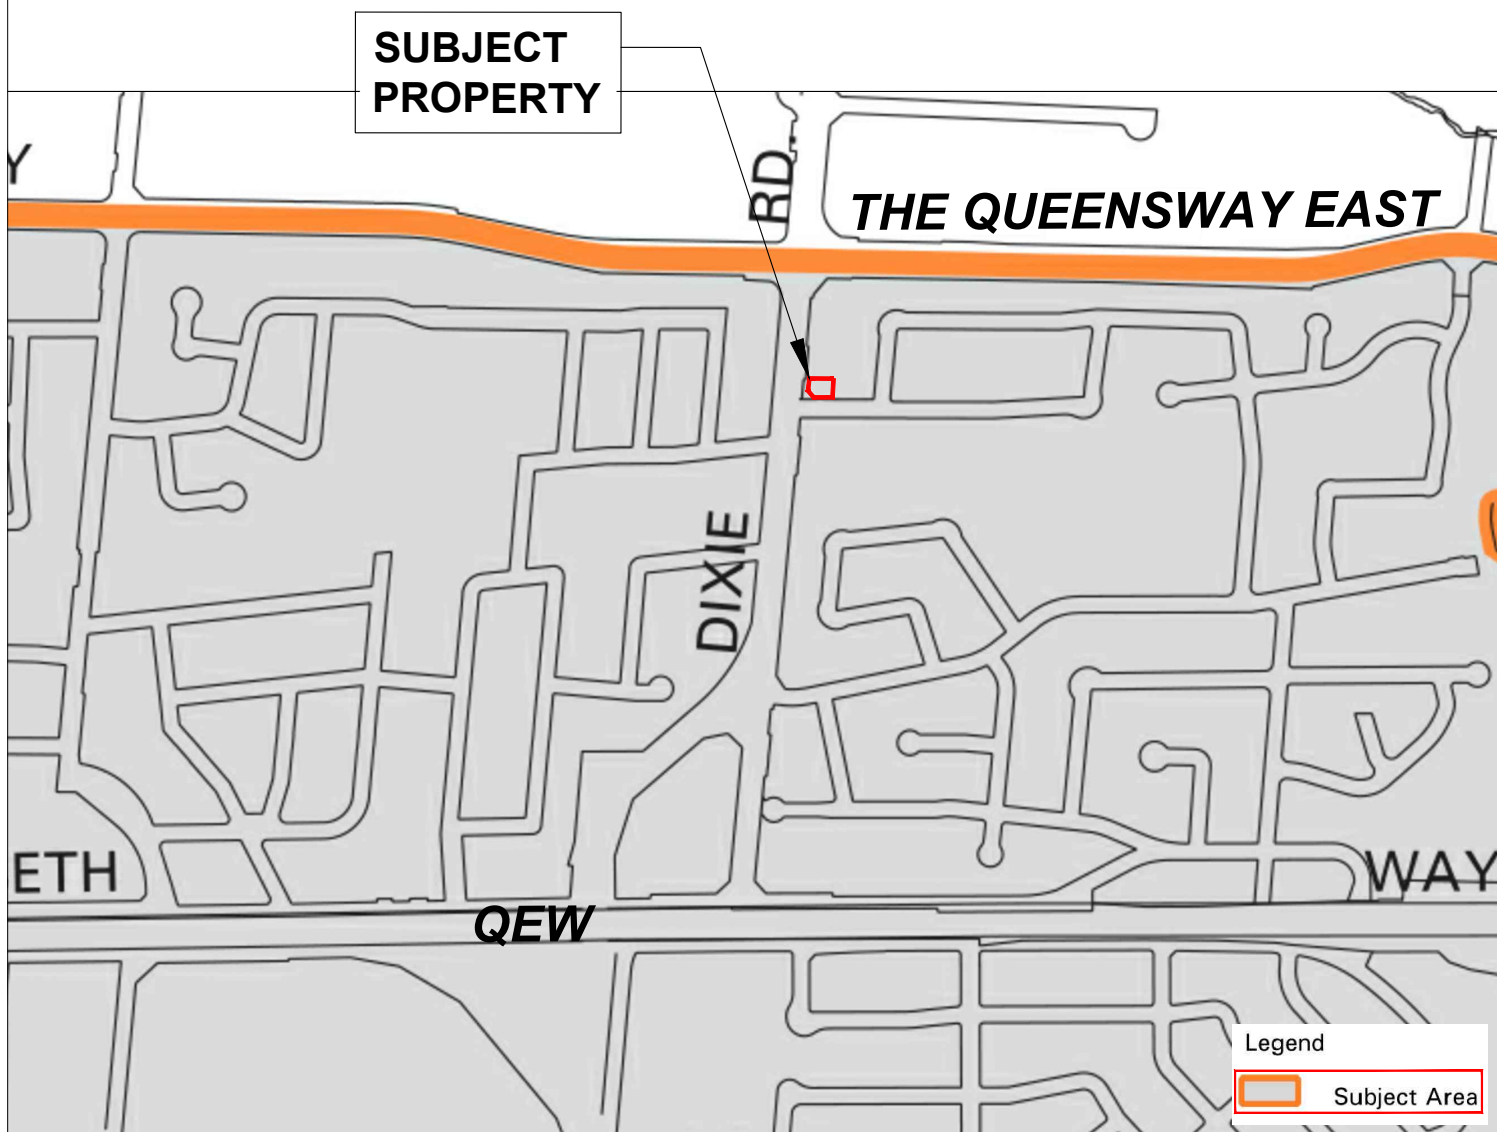 SUBJECT
PROPERTY
Y
RD.
THE QUEENSWAY EAST
DIXIE
ETH
WAY
QEW
Legend
Subject Area